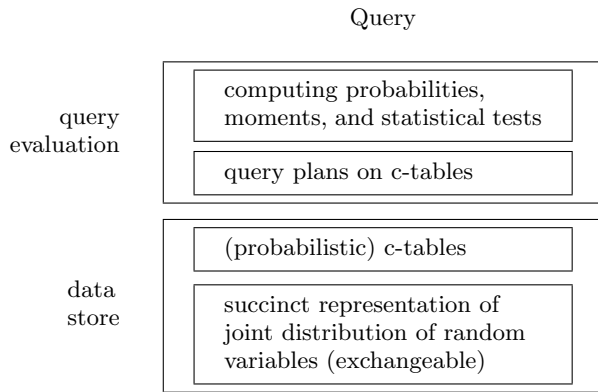 Query
query
evaluation
computing probabilities,
moments, and statistical tests
query plans on c-tables
data
store
(probabilistic) c-tables
succinct representation of
joint distribution of random
variables (exchangeable)